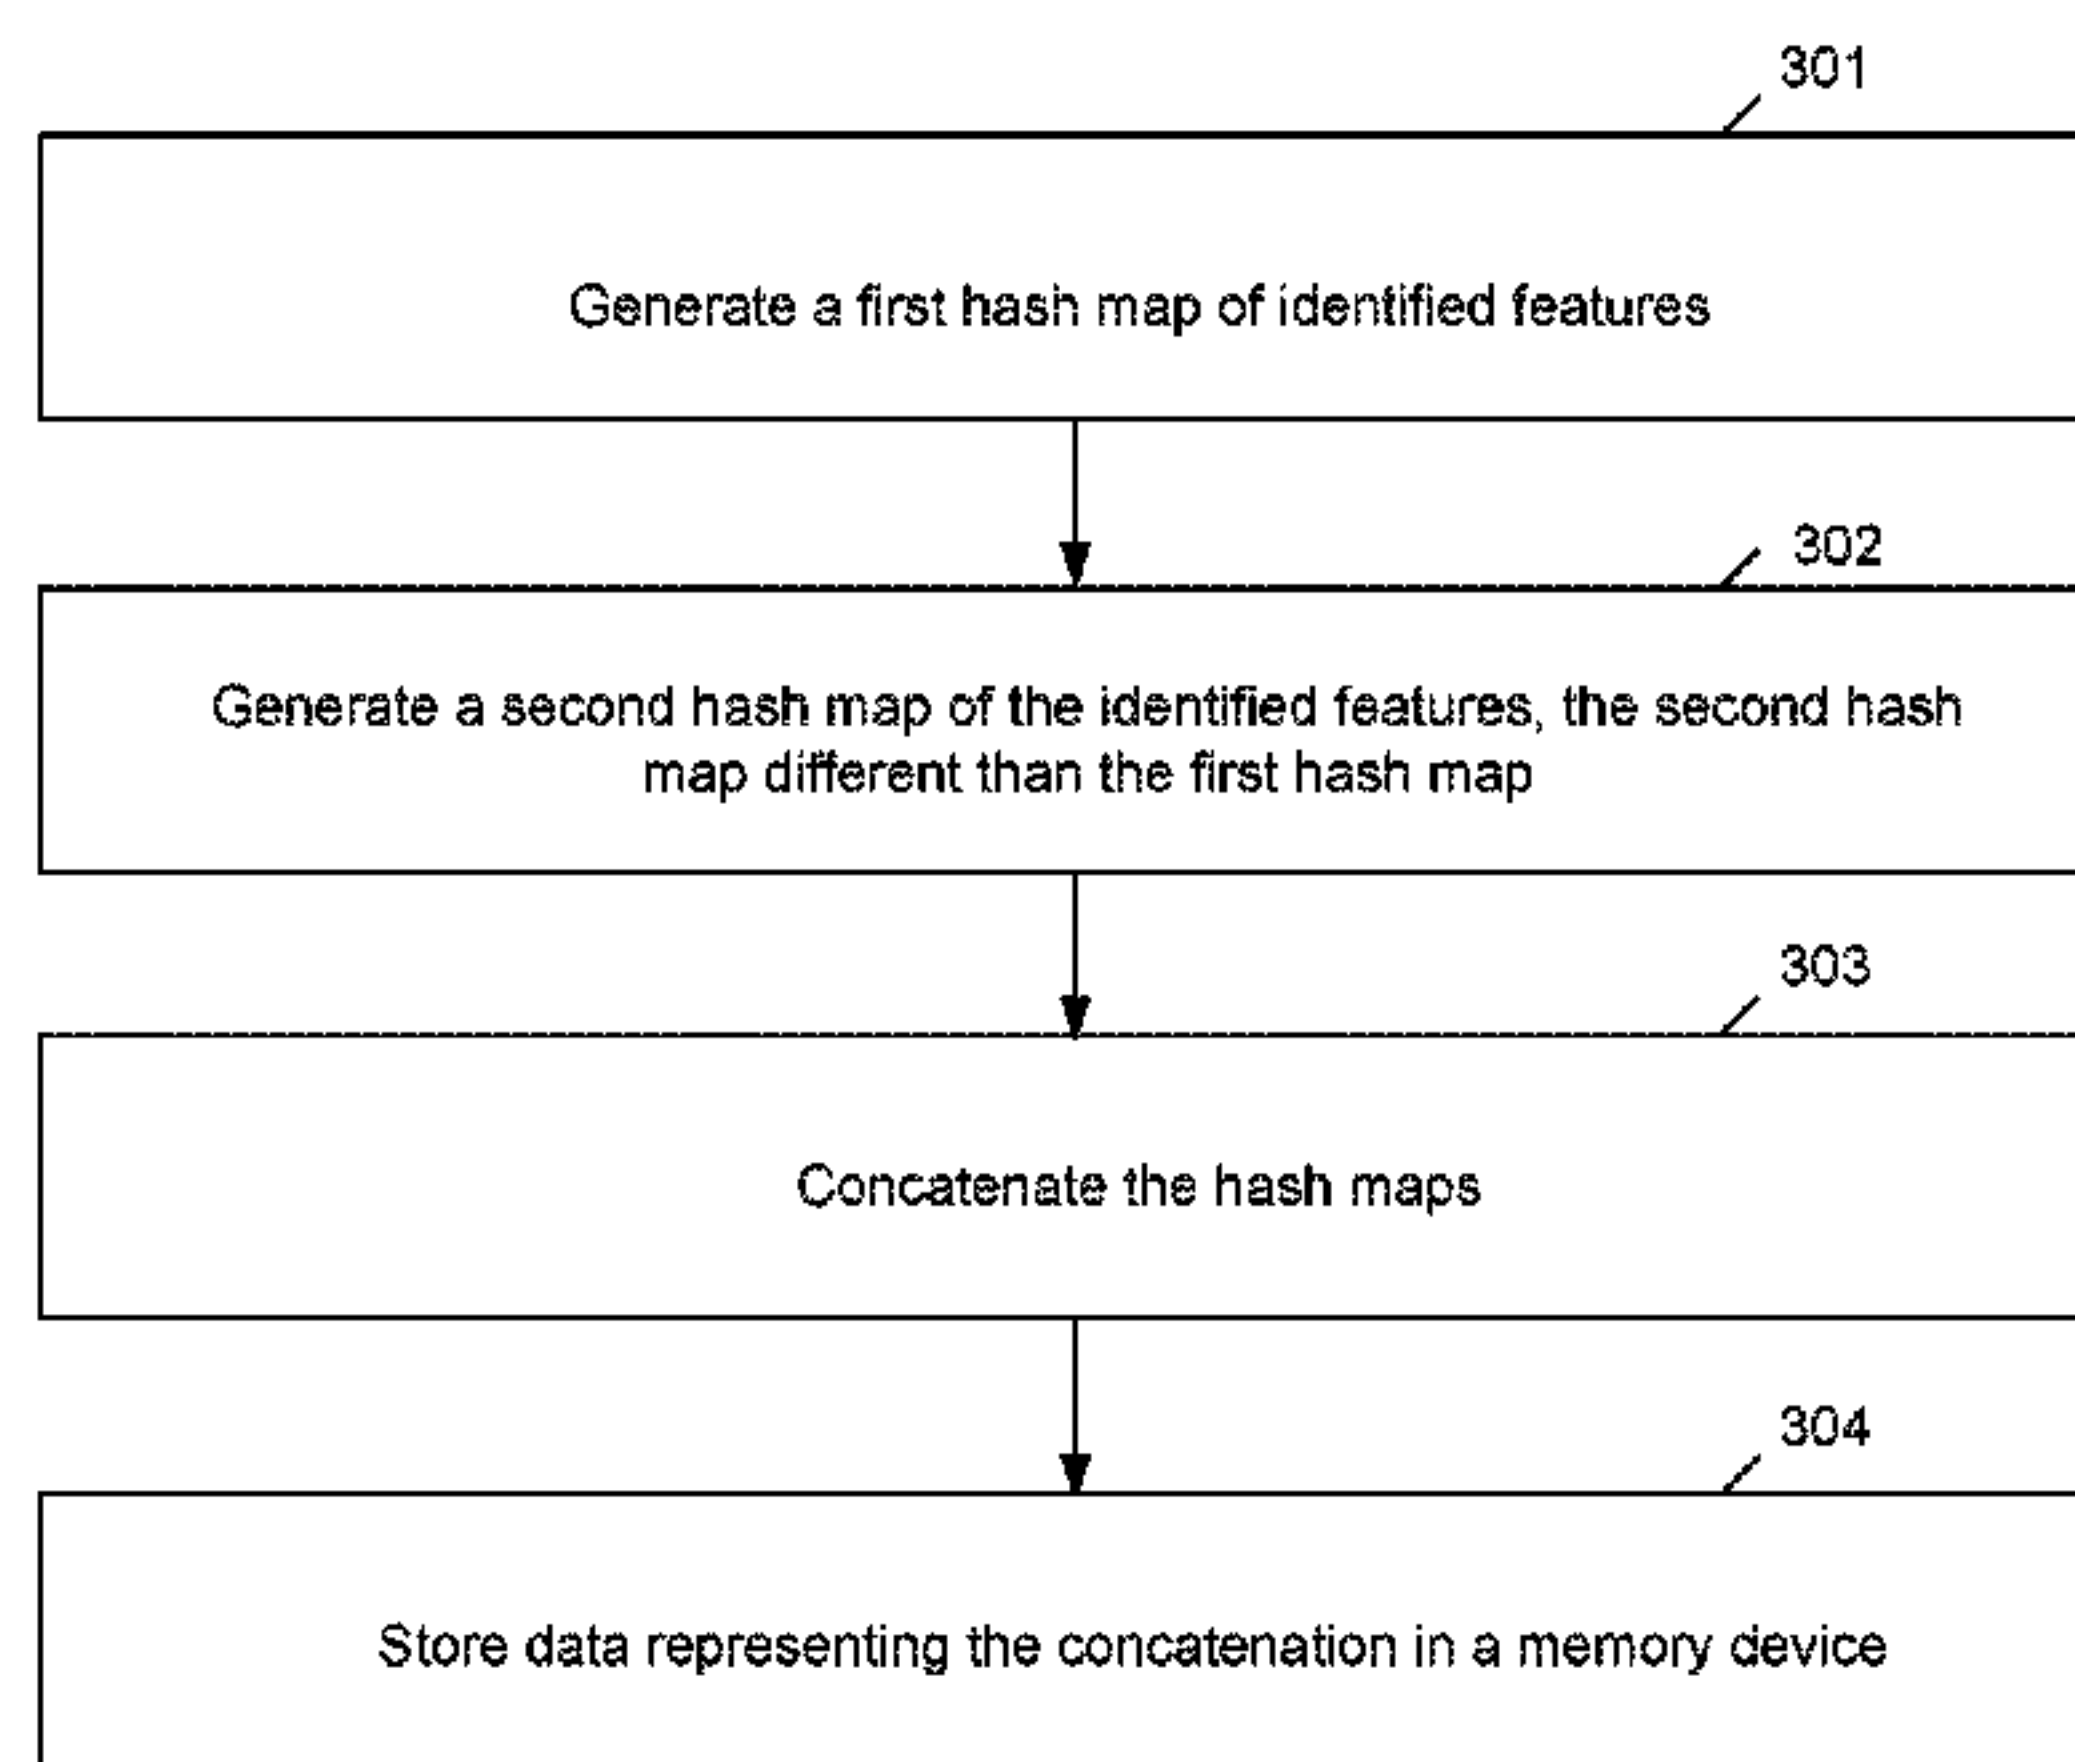 301
Generate a first hash map of identified features
302
Generate a second hash map of the identified features, the second hash
map different than the first hash map
303
Concatenate the hash maps
304
Store data representing the concatenation in a memory device